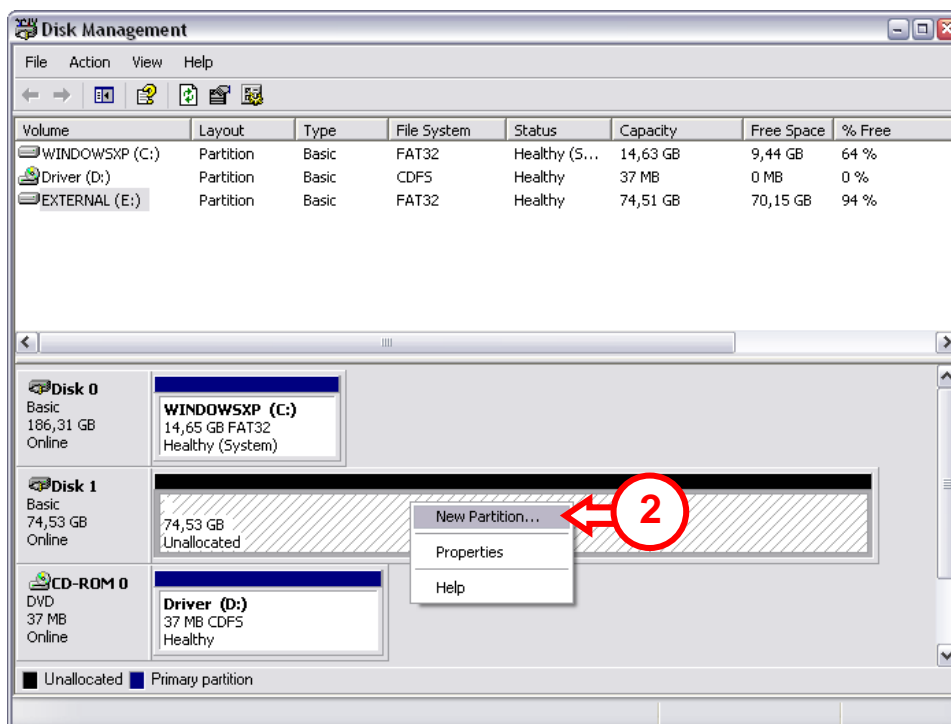 Disk Management
File Action View Help
Volume Layout Type File System Status Capacity Free Space % Free
WINDOWSXP (C:) Partition Basic FAT32 Healthy (S... 14,63 GB 9,44 GB 64 %
Driver (D:) Partition Basic CDFS Healthy 37 MB 0 MB 0 %
EXTERNAL (E:) Partition Basic FAT32 Healthy 74,51 GB 70,15 GB 94 %
Disk 0
Basic
186,31 GB
Online
WINDOWSXP (C:)
14,65 GB FAT32
Healthy (System)
Disk 1
Basic
74,53 GB
Online
74,53 GB
Unallocated
New Partition...
Properties
Help
2
CD-ROM 0
DVD
37 MB
Online
Driver (D:)
37 MB CDFS
Healthy
Unallocated Primary partition